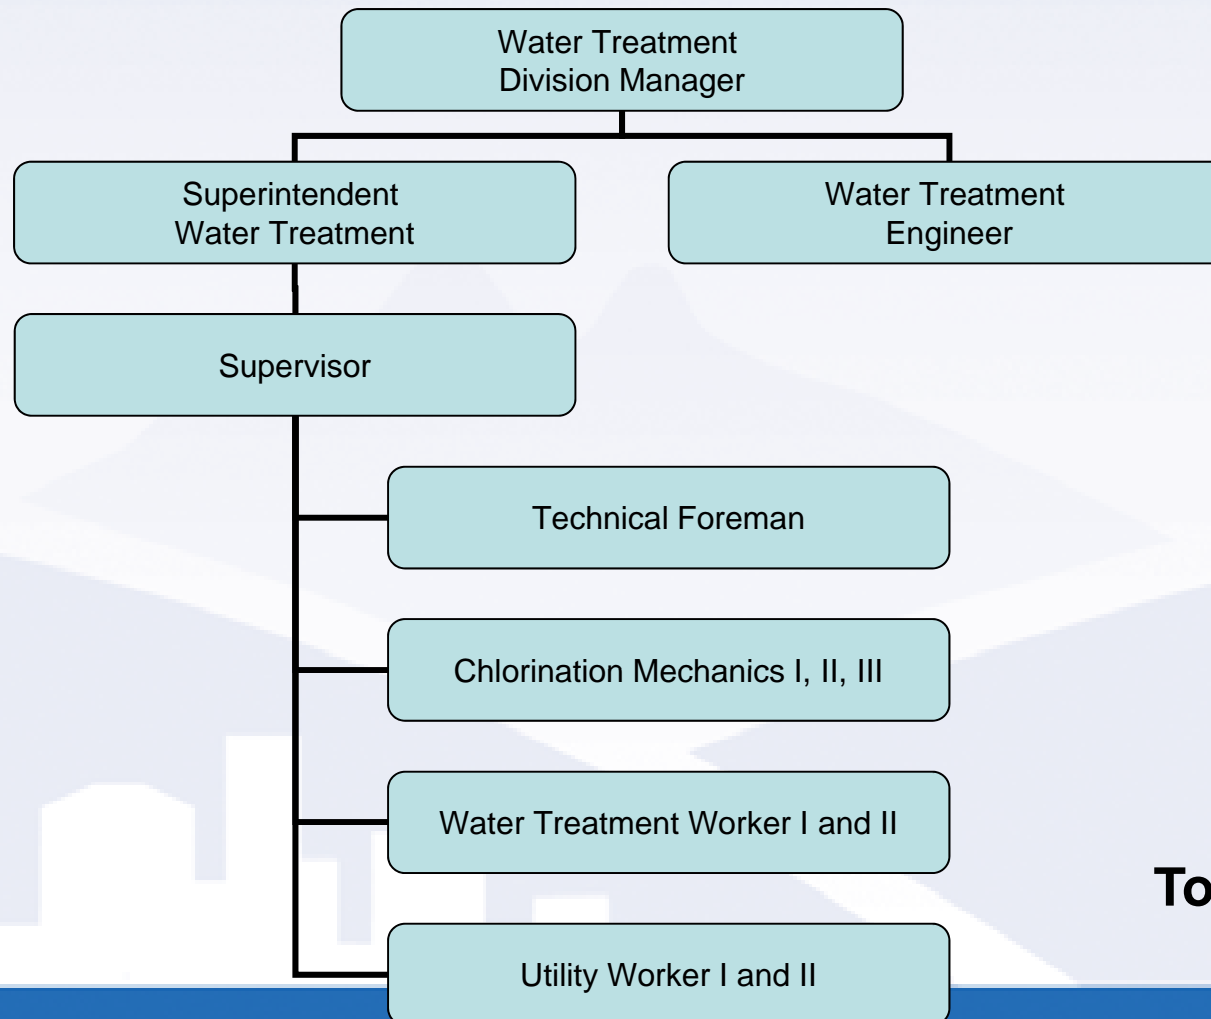 Water Treatment
Division Manager
Superintendent
Water Treatment
Water Treatment
Engineer
Supervisor
Technical Foreman
Chlorination Mechanics I, II, III
Water Treatment Worker I and II
To
Utility Worker I and II